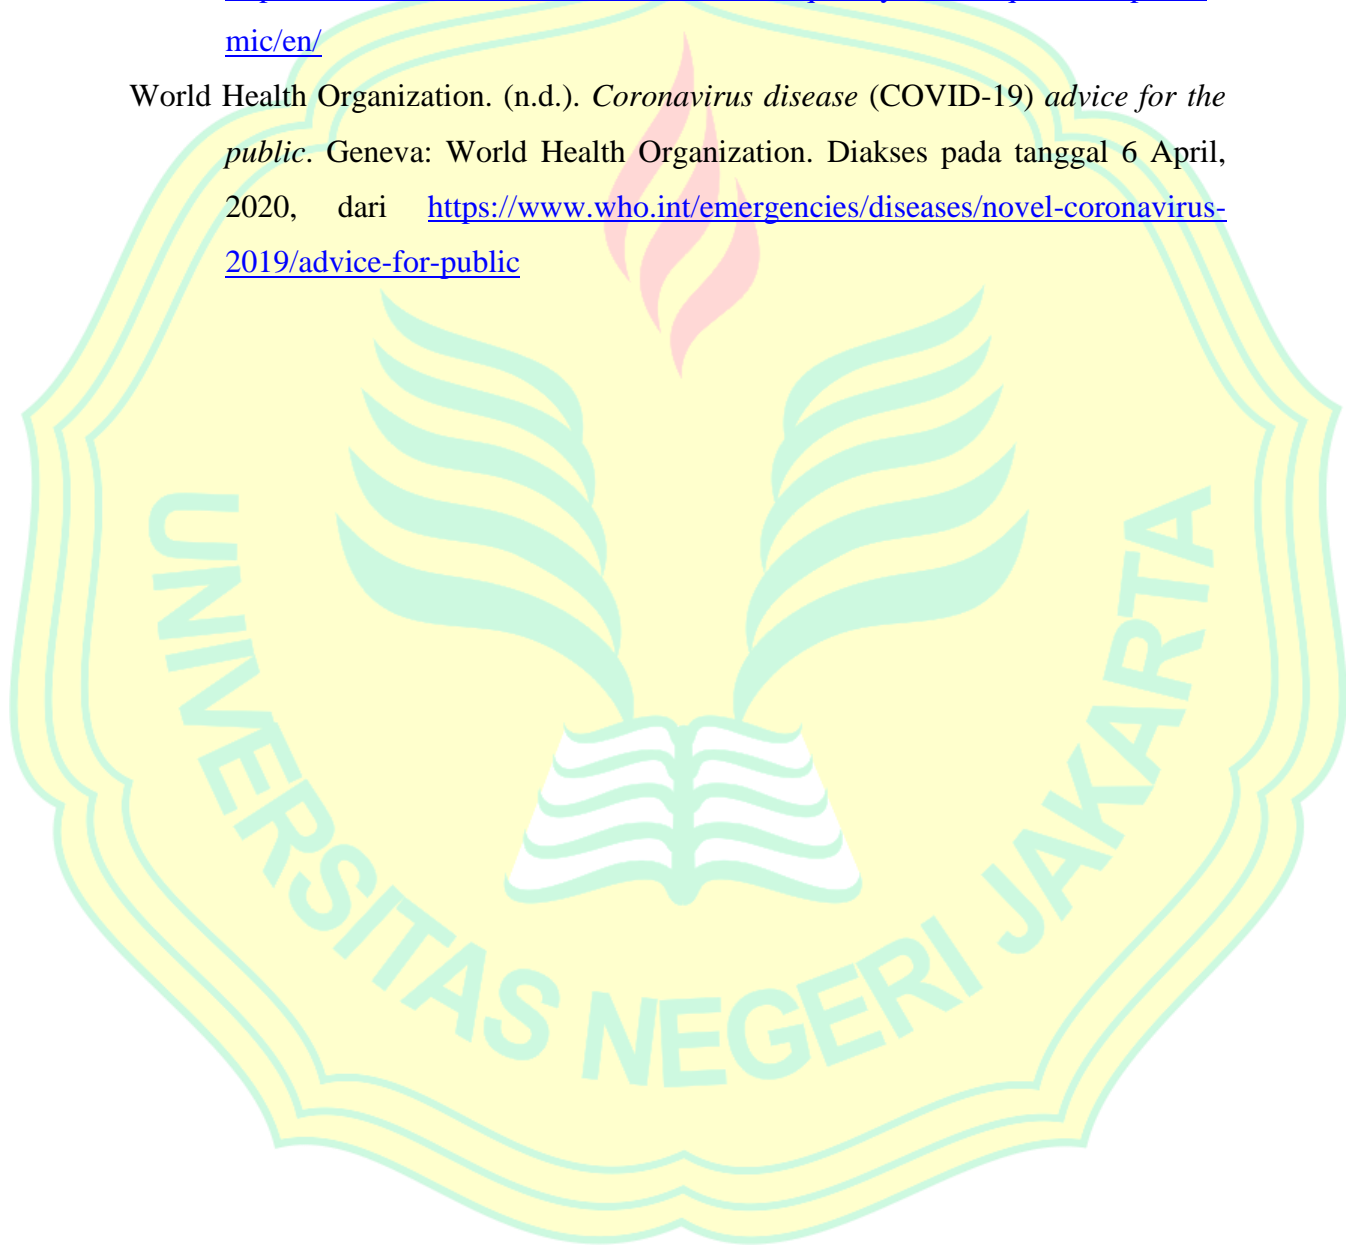 mic/en/
World Health Organization. (n.d.). Coronavirus disease (COVID-19) advice for the
public. Geneva: World Health Organization. Diakses pada tanggal 6 April,
2020, dari https://www.who.int/emergencies/diseases/novel-coronavirus-
2019/advice-for-public
UNIVERSITAS NEGERI JAKARTA